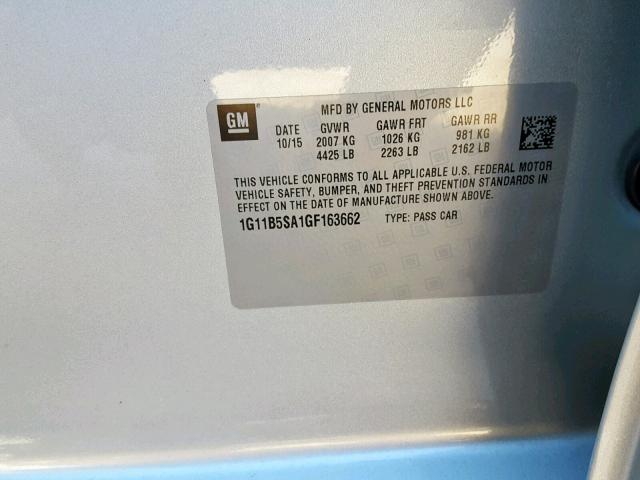 GM
MFD BY GENERAL MOTORS LLC
DATE GVWR GAWR FRT GAWR RR
10/15 2007 KG 1026 KG 981 KG
4425 LB 2263 LB 2162 LB
THIS VEHICLE CONFORMS TO ALL APPLICABLE U.S. FEDERAL MOTOR
VEHICLE SAFETY, BUMPER, AND THEFT PREVENTION STANDARDS IN
EFFECT ON THE DATE OF MANUFACTURE SHOWN ABOVE.
1G11B5SA1GF163662 TYPE: PASS CAR